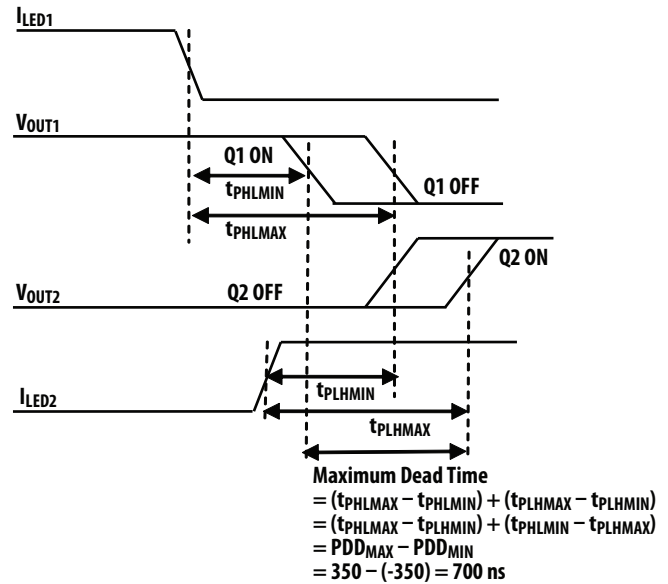 ILED1
VOUT1
Q1 ON
tPHLMIN
Q1 OFF
tPHLMAX
Q2 ON
VOUT2
Q2 OFF
tPLHMIN
ILED2
tPLHMAX
Maximum Dead Time
= (tPHLMAX – tPHLMIN) + (tPLHMAX – tPLHMIN)
= (tPHLMAX – tPLHMIN) + (tPHLMIN – tPLHMAX)
= PDDMAX – PDDMIN
= 350 – (-350) = 700 ns